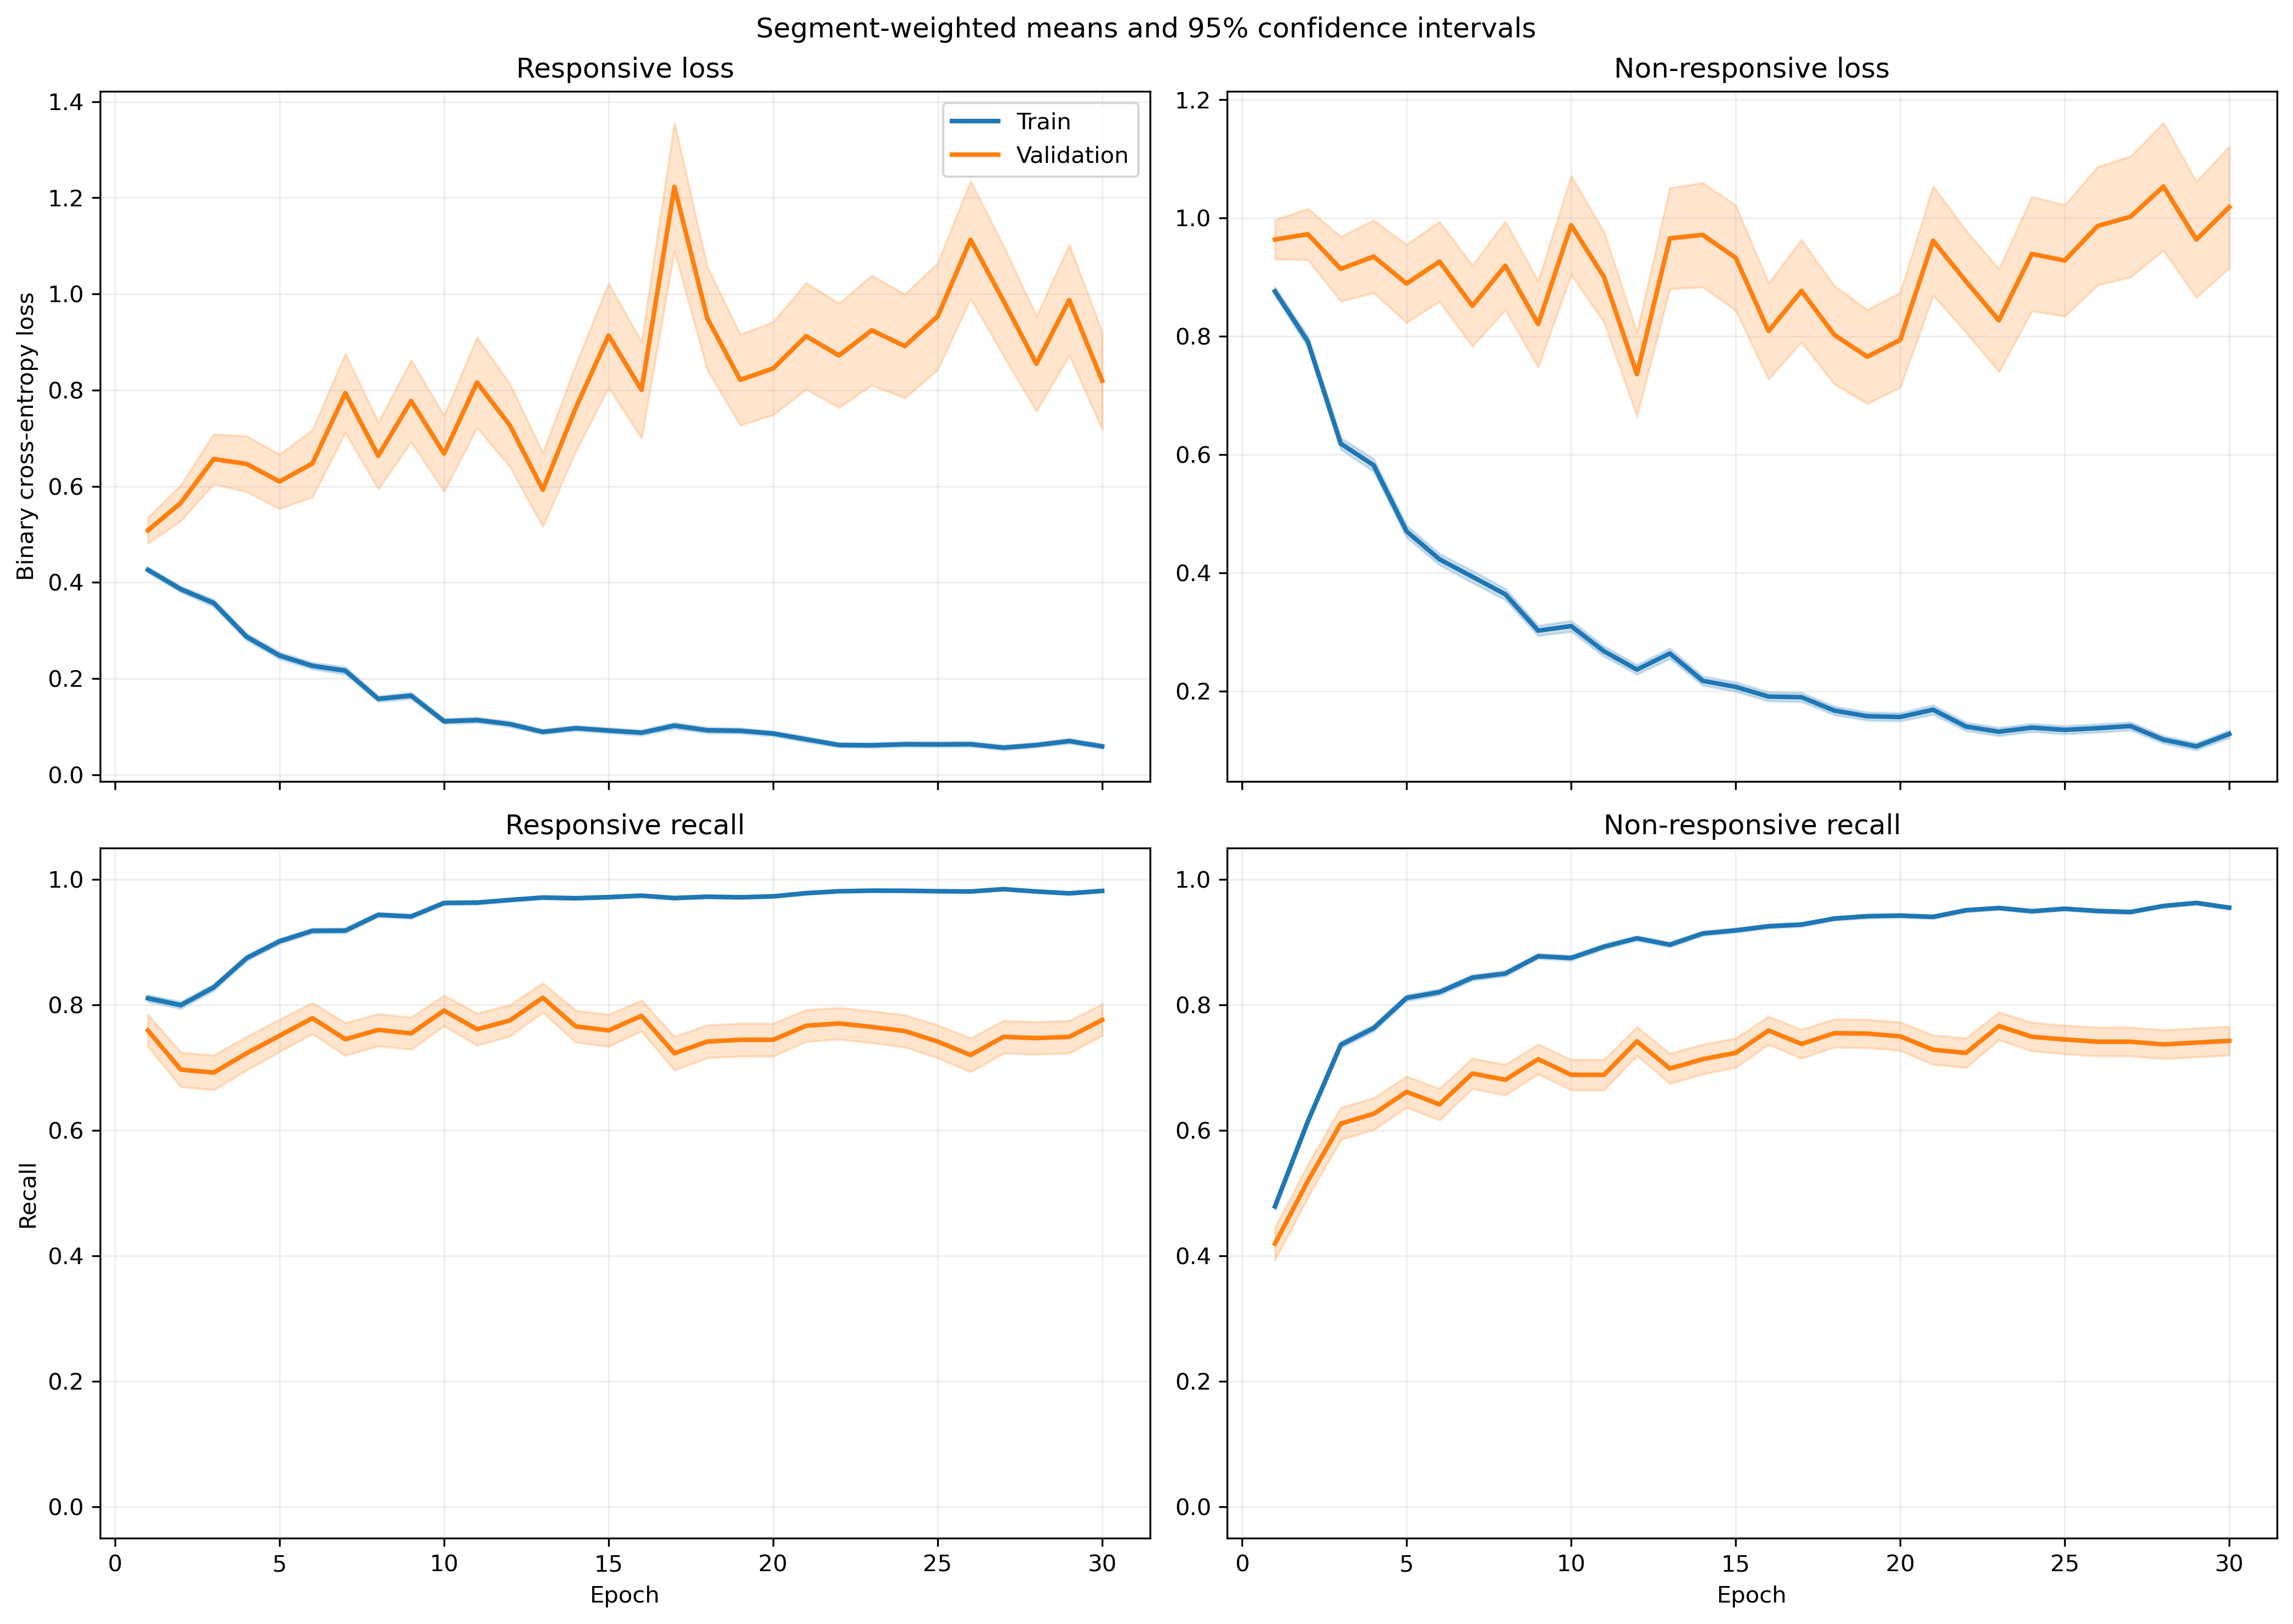 Segment-weighted means and 95% confidence intervals
Responsive loss
Non-responsive loss
Train
Validation
Binary cross-entropy loss
1.4
1.2
1.0
0.8
0.6
0.4
0.2
0.0
1.2
1.0
0.8
0.6
0.4
0.2
Responsive recall
Non-responsive recall
Recall
1.0
0.8
0.6
0.4
0.2
0.0
1.0
0.8
0.6
0.4
0.2
0.0
0 5 10 15 20 25 30
0 5 10 15 20 25 30
Epoch
Epoch